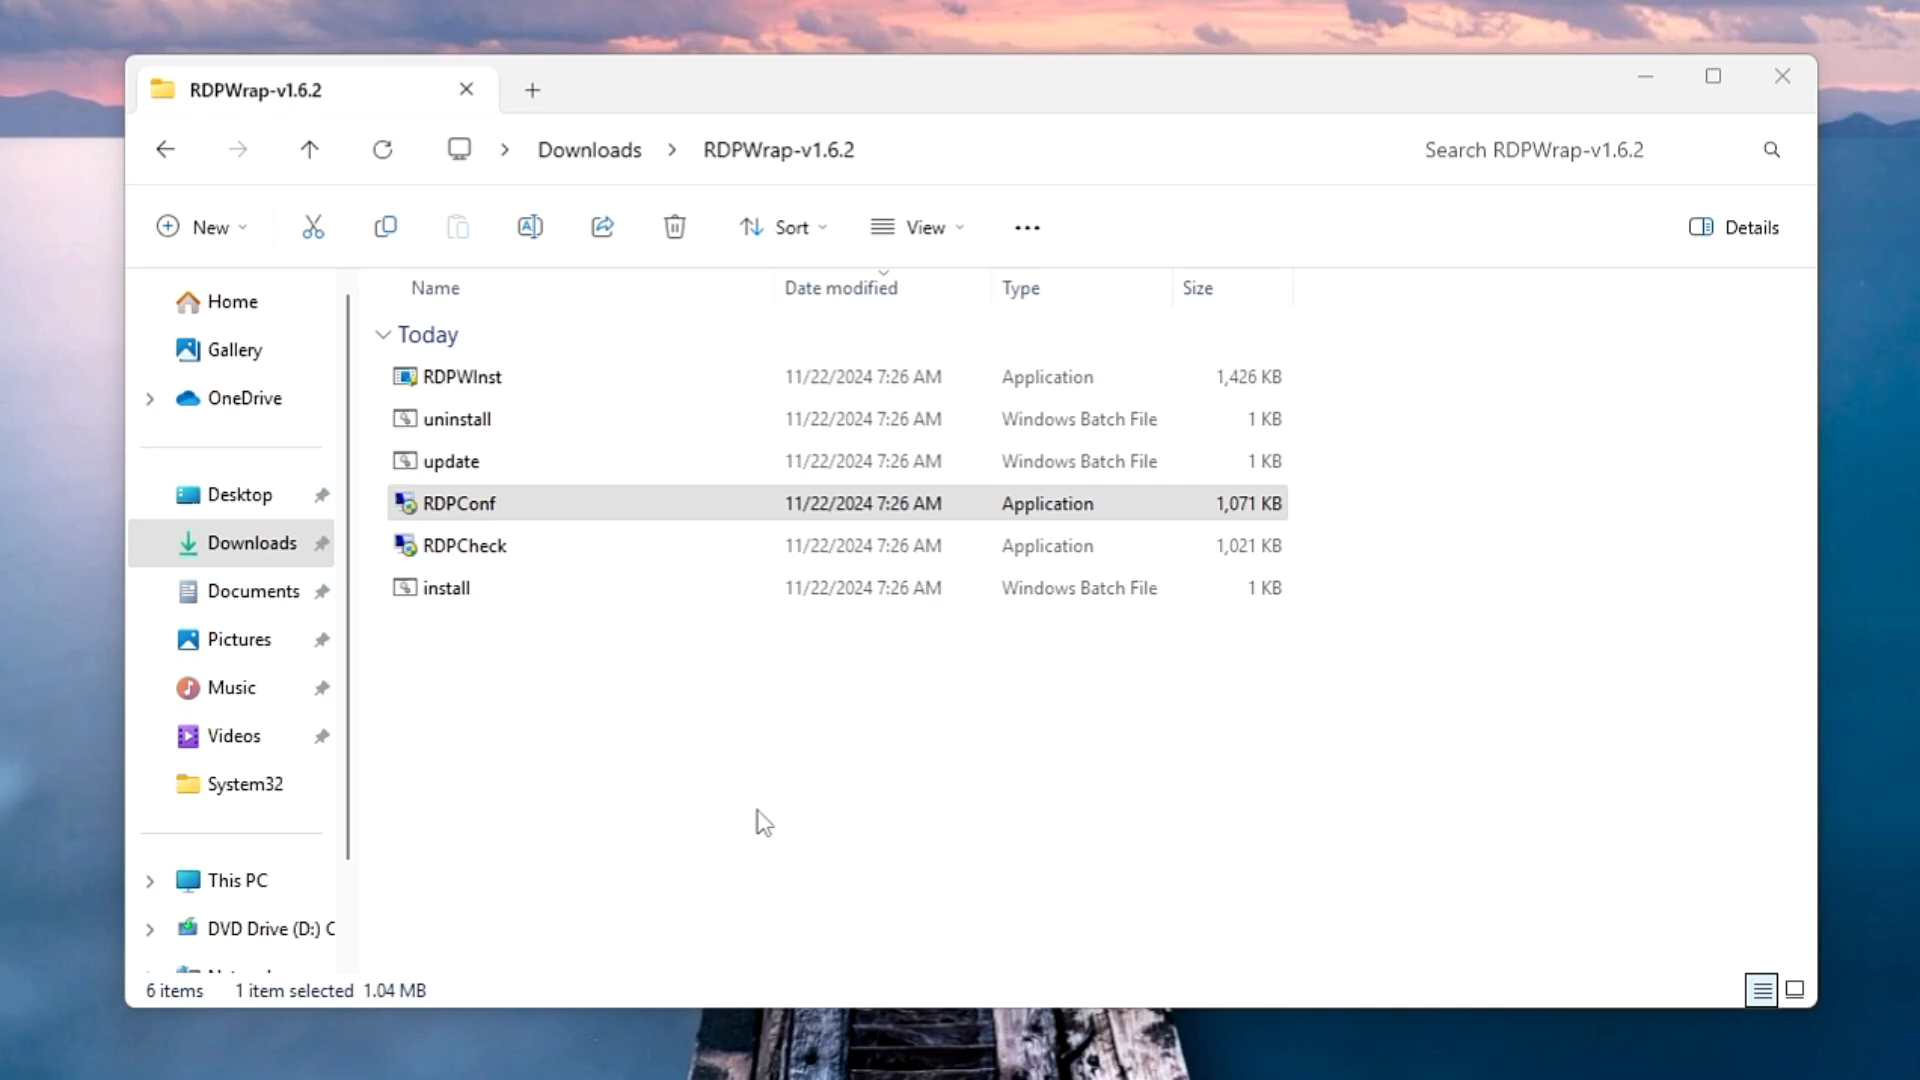 RDPWrap-v1.6.2
Downloads RDPWrap-v1.6.2 Search RDPWrap-v1.6.2
New Sort View Details
Home
Gallery
OneDrive
Desktop
Downloads
Documents
Pictures
Music
Videos
System32
This PC
DVD Drive (D:) C
Name Date modified Type Size
Today
RDPWInst 11/22/2024 7:26 AM Application 1,426 KB
uninstall 11/22/2024 7:26 AM Windows Batch File 1 KB
update 11/22/2024 7:26 AM Windows Batch File 1 KB
RDPConf 11/22/2024 7:26 AM Application 1,071 KB
RDPCheck 11/22/2024 7:26 AM Application 1,021 KB
install 11/22/2024 7:26 AM Windows Batch File 1 KB
6 items 1 item selected 1.04 MB